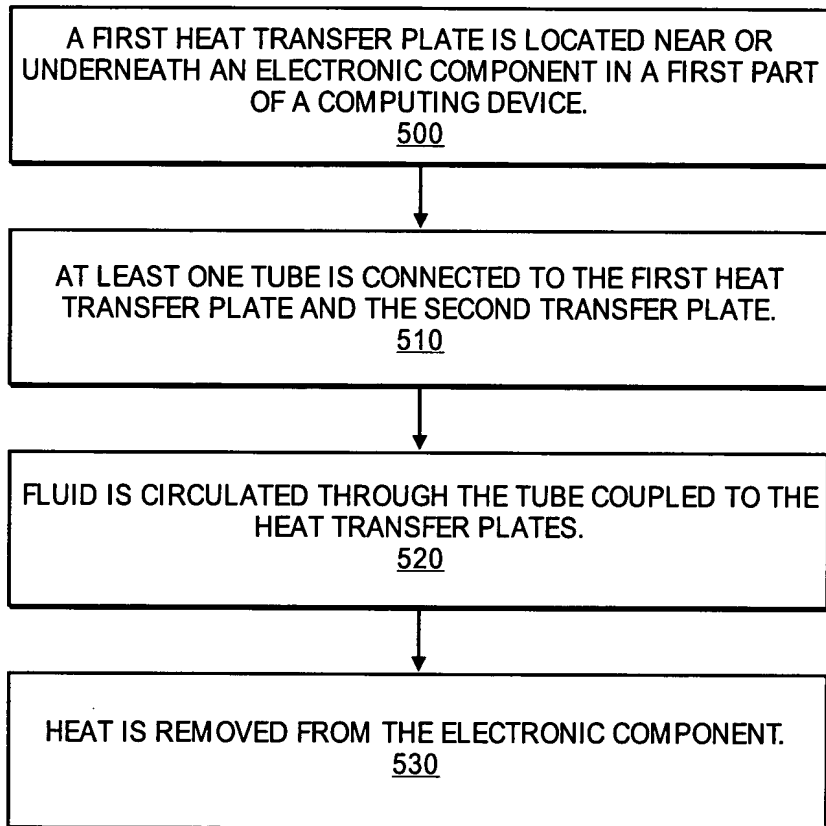 A FIRST HEAT TRANSFER PLATE IS LOCATED NEAR OR
UNDERNEATH AN ELECTRONIC COMPONENT IN A FIRST PART
OF A COMPUTING DEVICE.
500
AT LEAST ONE TUBE IS CONNECTED TO THE FIRST HEAT
TRANSFER PLATE AND THE SECOND TRANSFER PLATE.
510
FLUID IS CIRCULATED THROUGH THE TUBE COUPLED TO THE
HEAT TRANSFER PLATES.
520
HEAT IS REMOVED FROM THE ELECTRONIC COMPONENT.
530